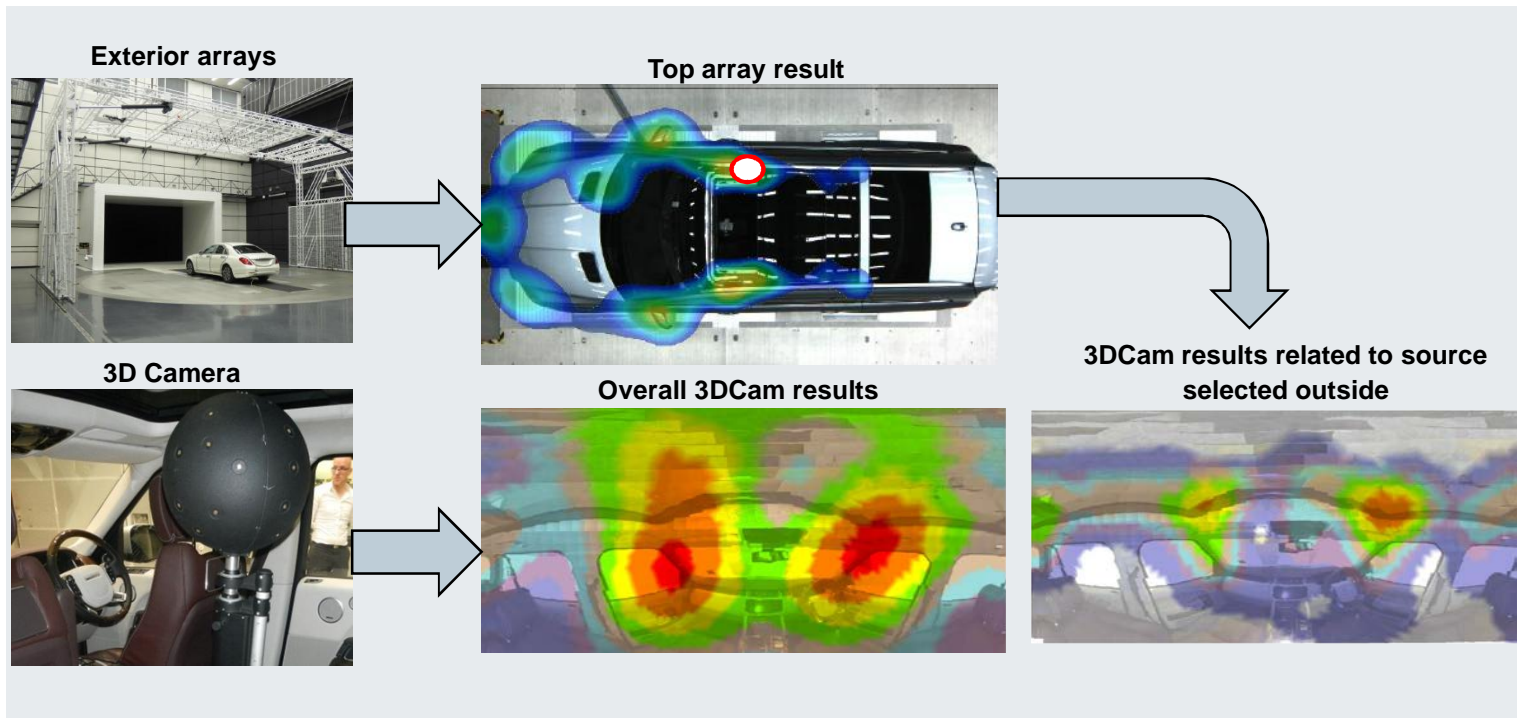 Exterior arrays
Top array result
3D Camera
Overall 3DCam results
3DCam results related to source
selected outside